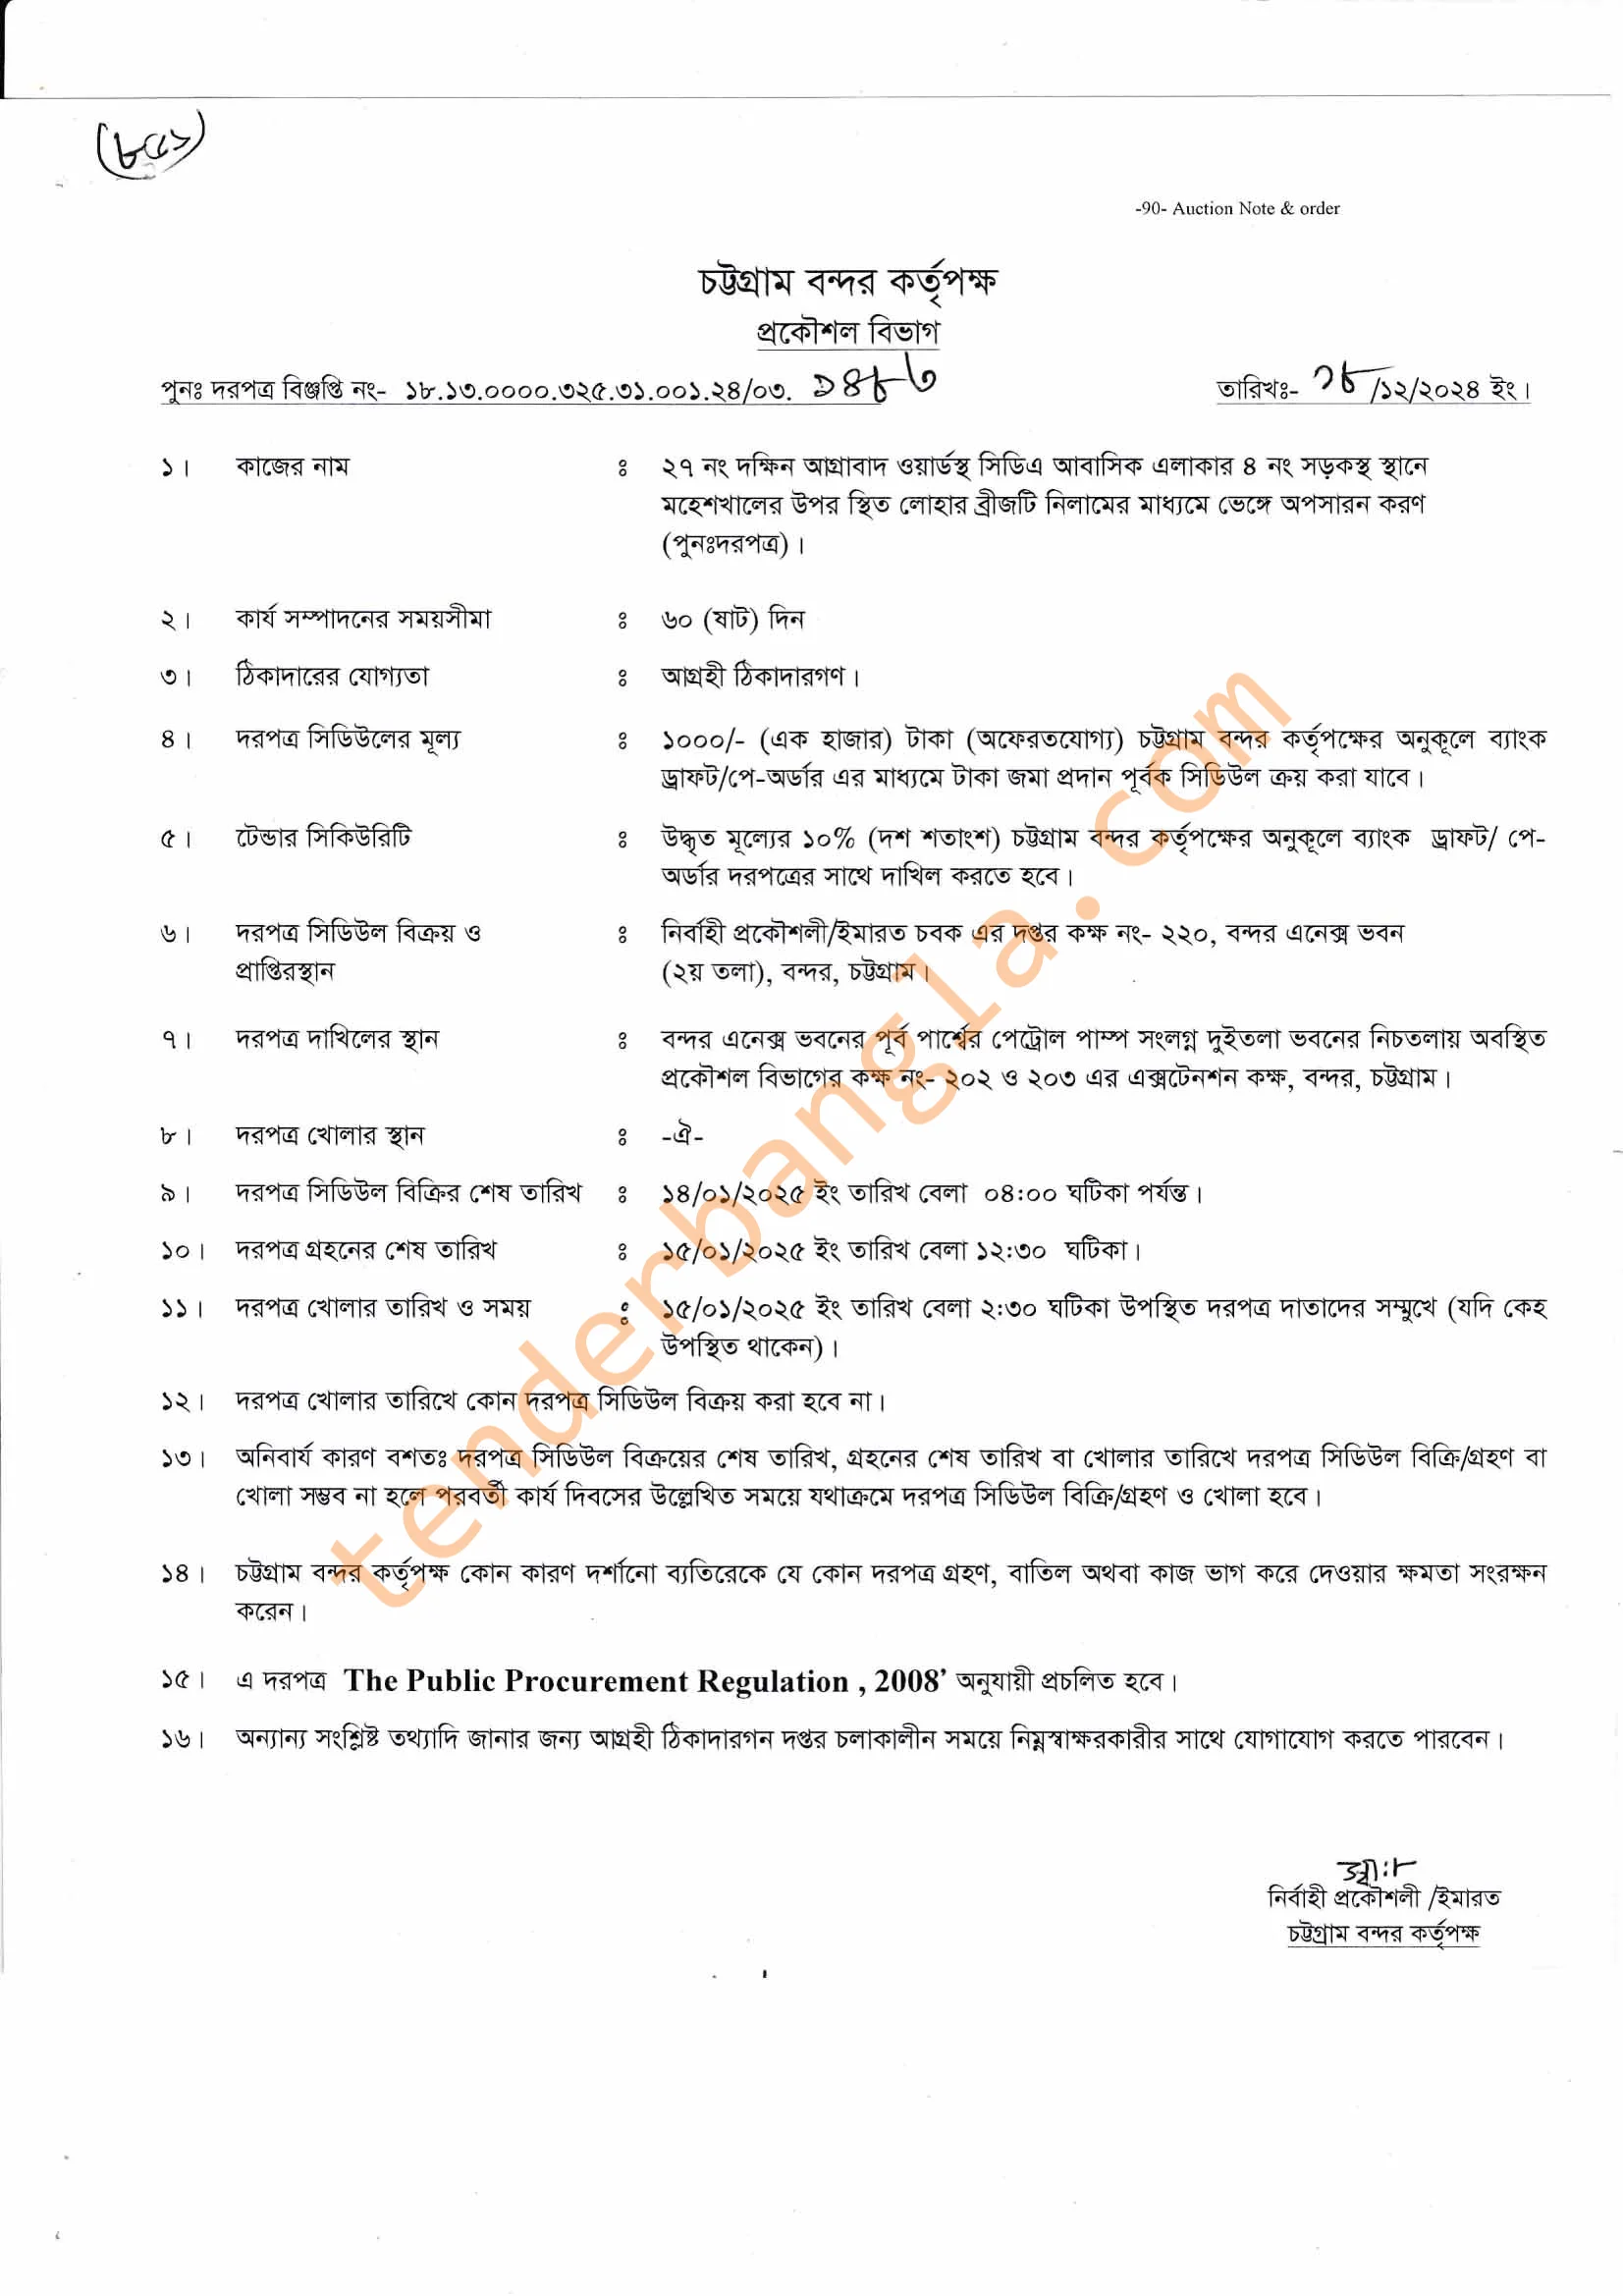 (৮৫১)
-90- Auction Note & order
চট্টগ্রাম বন্দর কর্তৃপক্ষ
প্রকৌশল বিভাগ
পুনঃ দরপত্র বিজ্ঞপ্তি নং- ১৮.১৩.০০০০.৩২৫.৩১.০০১.২৪/০৩. তারিখঃ- ১৮/১২/২০২৪ ইং।
১। কাজের নাম ঃ ২৭ নং দক্ষিন আগ্রাবাদ ওয়ার্ডস্থ সিডিএ আবাসিক এলাকার ৪ নং সড়কস্থ স্থানে
মহেশখালের উপর স্থিত লোহার ব্রীজটি নিলামের মাধ্যমে ভেঙ্গে অপসারন করণ
(পুনঃদরপত্র)।
২। কার্য সম্পাদনের সময়সীমা ঃ ৬০ (ষাট) দিন
৩। ঠিকাদারের যোগ্যতা ঃ আগ্রহী ঠিকাদারগণ।
৪। দরপত্র সিডিউলের মূল্য ঃ ১০০০/- (এক হাজার) টাকা (অফেরতযোগ্য) চট্টগ্রাম বন্দর কর্তৃপক্ষের অনুকূলে ব্যাংক
ড্রাফট/পে-অর্ডার এর মাধ্যমে টাকা জমা প্রদান পূর্বক সিডিউল ক্রয় করা যাবে।
৫। টেন্ডার সিকিউরিটি ঃ উদ্ধৃত মূল্যের ১০% (দশ শতাংশ) চট্টগ্রাম বন্দর কর্তৃপক্ষের অনুকূলে ব্যাংক ড্রাফট/ পে-
অর্ডার দরপত্রের সাথে দাখিল করতে হবে।
৬। দরপত্র সিডিউল বিক্রয় ও ঃ নির্বাহী প্রকৌশলী/ইমারত চবক এর দপ্তর কক্ষ নং- ২২০, বন্দর এনেক্স ভবন
প্রাপ্তিরস্থান (২য় তলা), বন্দর, চট্টগ্রাম।
৭। দরপত্র দাখিলের স্থান ঃ বন্দর এনেক্স ভবনের পূর্ব পার্শ্বের পেট্রোল পাম্প সংলগ্ন দুইতলা ভবনের নিচতলায় অবস্থিত
প্রকৌশল বিভাগের কক্ষ নং- ২০২ ও ২০৩ এর এক্সটেনশন কক্ষ, বন্দর, চট্টগ্রাম।
৮। দরপত্র খোলার স্থান ঃ -ঐ-
৯। দরপত্র সিডিউল বিক্রির শেষ তারিখ ঃ ১৪/০১/২০২৫ ইং তারিখ বেলা ০৪:০০ ঘটিকা পর্যন্ত।
১০। দরপত্র গ্রহনের শেষ তারিখ ঃ ১৫/০১/২০২৫ ইং তারিখ বেলা ১২:৩০ ঘটিকা।
১১। দরপত্র খোলার তারিখ ও সময় ঃ ১৫/০১/২০২৫ ইং তারিখ বেলা ২:৩০ ঘটিকা উপস্থিত দরপত্র দাতাদের সম্মুখে (যদি কেহ
উপস্থিত থাকেন)।
১২। দরপত্র খোলার তারিখে কোন দরপত্র সিডিউল বিক্রয় করা হবে না।
১৩। অনিবার্য কারণ বশতঃ দরপত্র সিডিউল বিক্রয়ের শেষ তারিখ, গ্রহনের শেষ তারিখ বা খোলার তারিখে দরপত্র সিডিউল বিক্রি/গ্রহণ বা
খোলা সম্ভব না হলে পরবর্তী কার্য দিবসের উল্লেখিত সময়ে যথাক্রমে দরপত্র সিডিউল বিক্রি/গ্রহণ ও খোলা হবে।
১৪। চট্টগ্রাম বন্দর কর্তৃপক্ষ কোন কারণ দর্শানো ব্যতিরেকে যে কোন দরপত্র গ্রহণ, বাতিল অথবা কাজ ভাগ করে দেওয়ার ক্ষমতা সংরক্ষন
করেন।
১৫। এ দরপত্র The Public Procurement Regulation , 2008’ অনুযায়ী প্রচলিত হবে।
১৬। অন্যান্য সংশ্লিষ্ট তথ্যাদি জানার জন্য আগ্রহী ঠিকাদারগন দপ্তর চলাকালীন সময়ে নিম্নস্বাক্ষরকারীর সাথে যোগাযোগ করতে পারবেন।
নির্বাহী প্রকৌশলী /ইমারত
চট্টগ্রাম বন্দর কর্তৃপক্ষ
tenderbangla.com